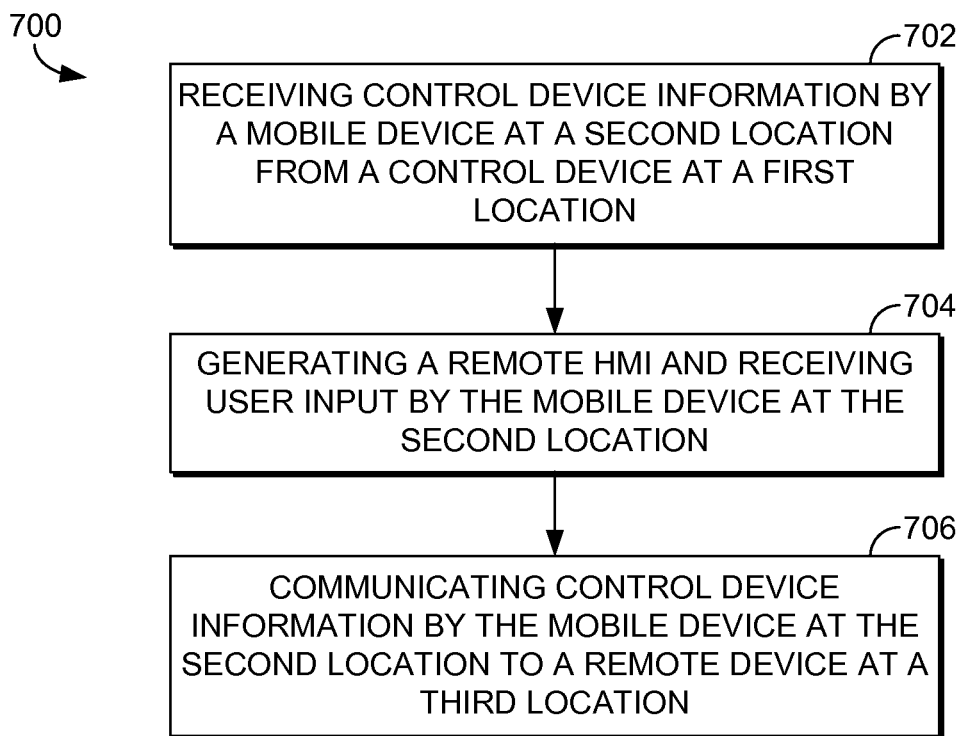 700
702
RECEIVING CONTROL DEVICE INFORMATION BY
A MOBILE DEVICE AT A SECOND LOCATION
FROM A CONTROL DEVICE AT A FIRST
LOCATION
704
GENERATING A REMOTE HMI AND RECEIVING
USER INPUT BY THE MOBILE DEVICE AT THE
SECOND LOCATION
706
COMMUNICATING CONTROL DEVICE
INFORMATION BY THE MOBILE DEVICE AT THE
SECOND LOCATION TO A REMOTE DEVICE AT A
THIRD LOCATION